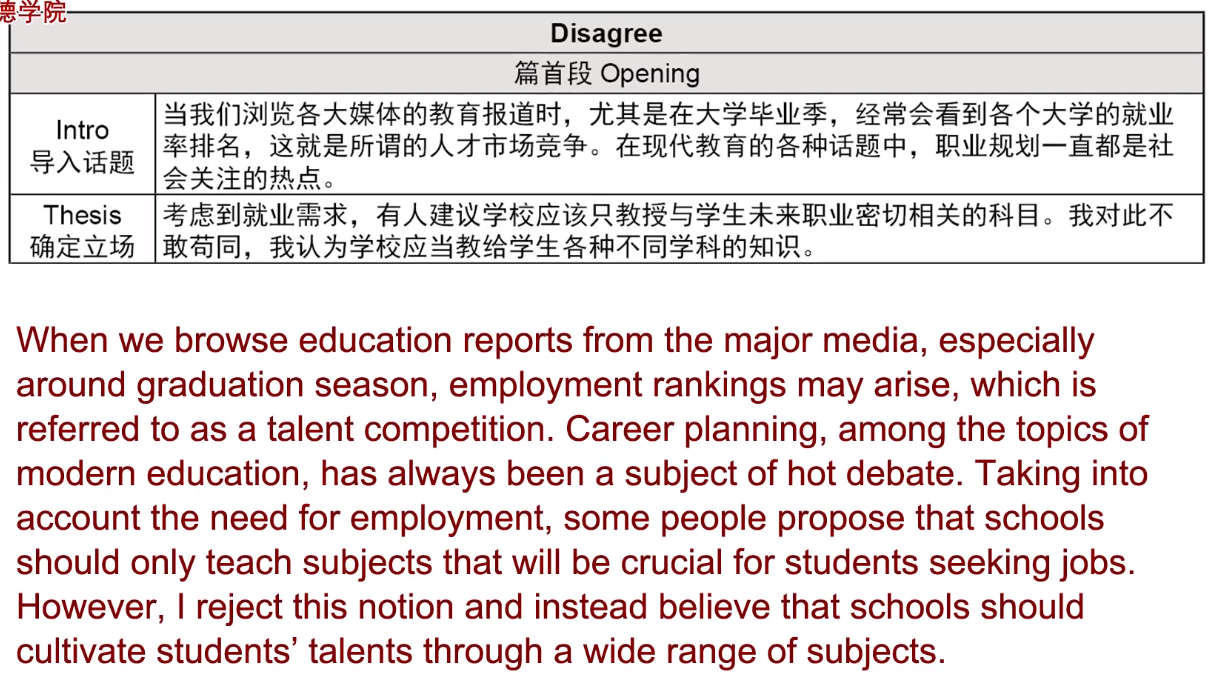 德学院
Disagree
篇首段 Opening
Intro
导入话题
当我们浏览各大媒体的教育报道时，尤其是在大学毕业季，经常会看到各个大学的就业
率排名，这就是所谓的人才市场竞争。在现代教育的各种话题中，职业规划一直都是社
会关注的热点。
Thesis
确定立场
考虑到就业需求，有人建议学校应该只教授与学生未来职业密切相关的科目。我对此不
敢苟同，我认为学校应当教给学生各种不同学科的知识。
When we browse education reports from the major media, especially
around graduation season, employment rankings may arise, which is
referred to as a talent competition. Career planning, among the topics of
modern education, has always been a subject of hot debate. Taking into
account the need for employment, some people propose that schools
should only teach subjects that will be crucial for students seeking jobs.
However, I reject this notion and instead believe that schools should
cultivate students’ talents through a wide range of subjects.